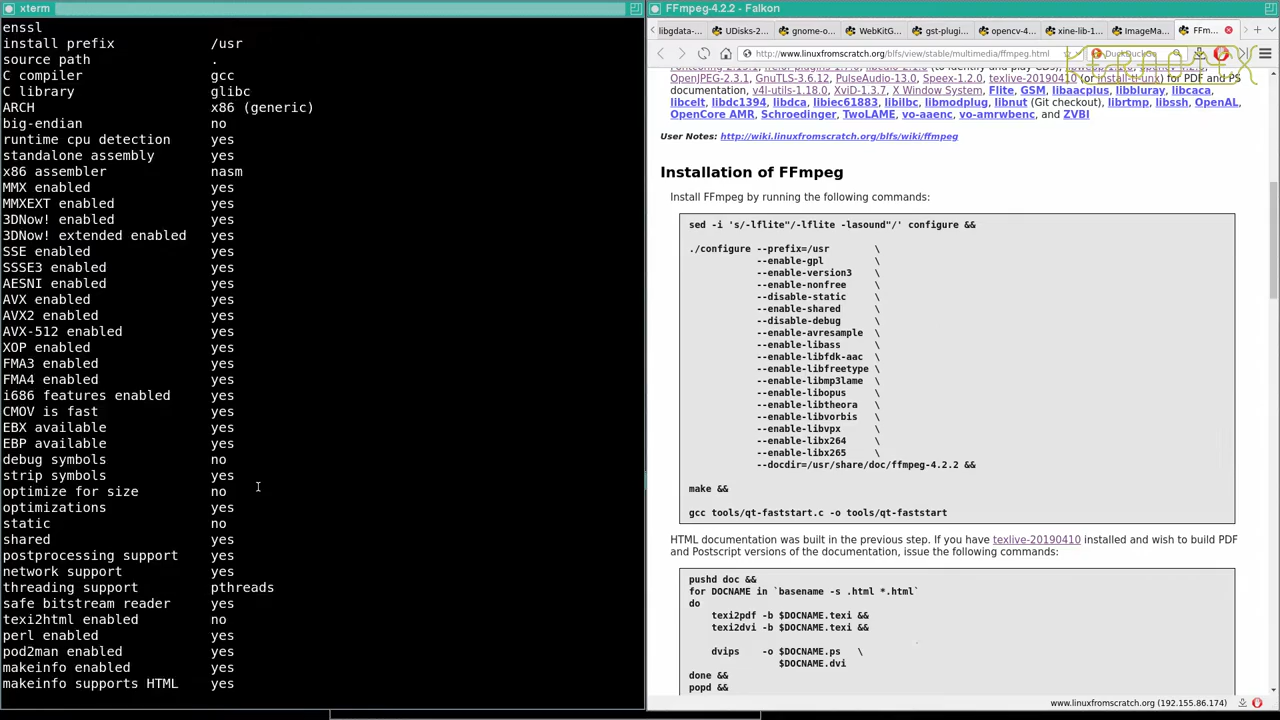 xterm
enssl
install prefix /usr
source path .
C compiler gcc
C library glibc
ARCH x86 (generic)
big-endian no
runtime cpu detection yes
standalone assembly yes
x86 assembler nasm
MMX enabled yes
MMXEXT enabled yes
3DNow! enabled yes
3DNow! extended enabled yes
SSE enabled yes
SSSE3 enabled yes
AESNI enabled yes
AVX enabled yes
AVX2 enabled yes
AVX-512 enabled yes
XOP enabled yes
FMA3 enabled yes
FMA4 enabled yes
i686 features enabled yes
CMOV is fast yes
EBX available yes
EBP available yes
debug symbols no
strip symbols yes
optimize for size no
optimizations yes
static no
shared yes
postprocessing support yes
network support yes
threading support pthreads
safe bitstream reader yes
texi2html enabled no
perl enabled yes
pod2man enabled yes
makeinfo enabled yes
makeinfo supports HTML yes
FFmpeg-4.2.2 - Falkon
libgdata-... UDisks-2... gnome-o... WebKitG... gst-plugi... opencv-4... xine-lib-1... ImageMa... FFm...
http://www.linuxfromscratch.org/blfs/view/stable/multimedia/ffmpeg.html DuckDuckGo
OpenJPEG-2.3.1, GnuTLS-3.6.12, PulseAudio-13.0, Speex-1.2.0, texlive-20190410 (or install-tl-unx) for PDF and PS
documentation, v4l-utils-1.18.0, XviD-1.3.7, X Window System, Flite, GSM, libaacplus, libbluray, libcaca,
libcelt, libdc1394, libdca, libiec61883, libilbc, libmodplug, libnut (Git checkout), librtmp, libssh, OpenAL,
OpenCore AMR, Schroedinger, TwoLAME, vo-aaenc, vo-amrwbenc, and ZVBI
User Notes: http://wiki.linuxfromscratch.org/blfs/wiki/ffmpeg
Installation of FFmpeg
Install FFmpeg by running the following commands:
sed -i 's/-lflite"/-lflite -lasound"/' configure &&
./configure --prefix=/usr \
--enable-gpl \
--enable-version3 \
--enable-nonfree \
--disable-static \
--enable-shared \
--disable-debug \
--enable-avresample \
--enable-libass \
--enable-libfdk-aac \
--enable-libfreetype \
--enable-libmp3lame \
--enable-libopus \
--enable-libtheora \
--enable-libvorbis \
--enable-libvpx \
--enable-libx264 \
--enable-libx265 \
--docdir=/usr/share/doc/ffmpeg-4.2.2 &&
make &&
gcc tools/qt-faststart.c -o tools/qt-faststart
HTML documentation was built in the previous step. If you have texlive-20190410 installed and wish to build PDF
and Postscript versions of the documentation, issue the following commands:
pushd doc &&
for DOCNAME in `basename -s .html *.html`
do
texi2pdf -b $DOCNAME.texi &&
texi2dvi -b $DOCNAME.texi &&
dvips -o $DOCNAME.ps \
$DOCNAME.dvi
done &&
popd &&
www.linuxfromscratch.org (192.155.86.174)